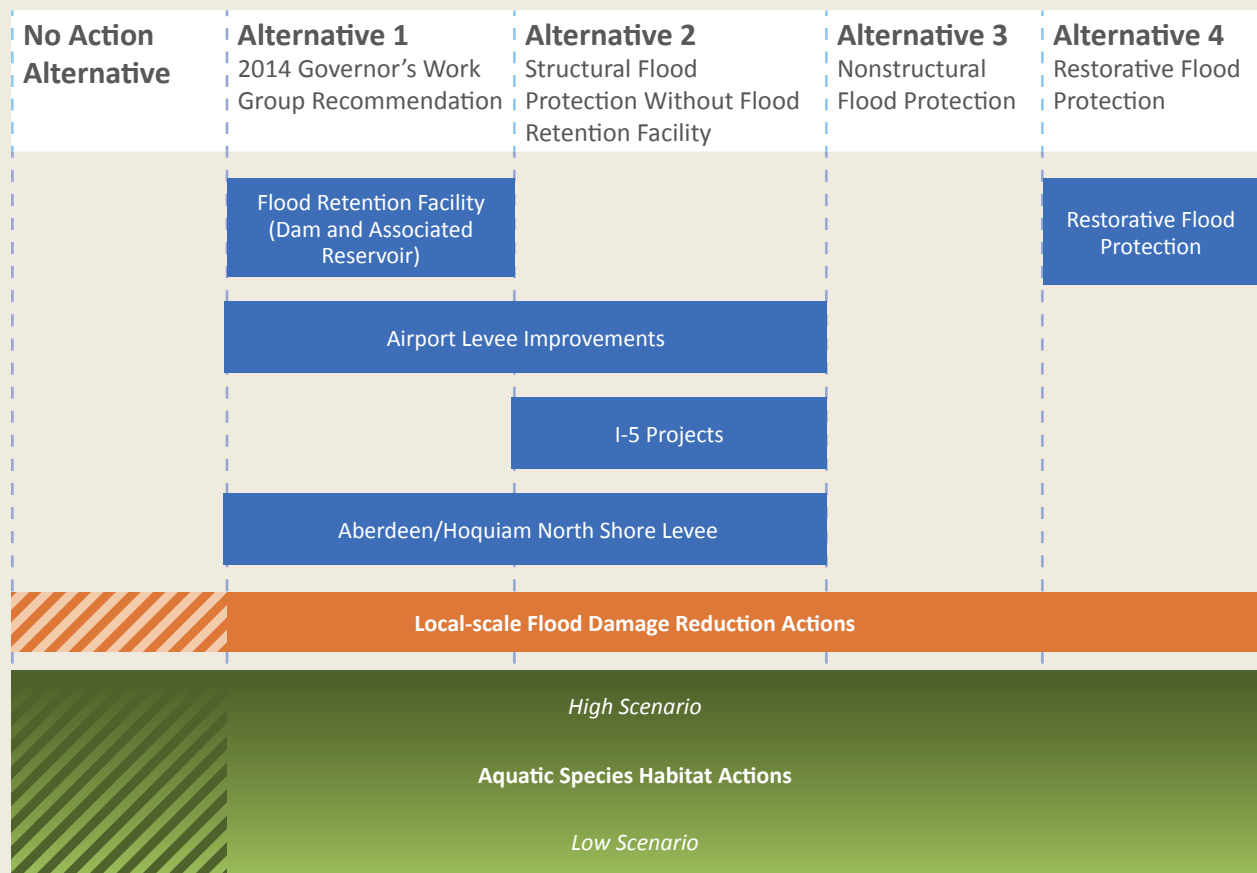 No Action
Alternative
Alternative 1
2014 Governor's Work
Group Recommendation
Alternative 2
Structural Flood
Protection Without Flood
Retention Facility
Alternative 3
Nonstructural
Flood Protection
Alternative 4
Restorative Flood
Protection
Flood Retention Facility
(Dam and Associated
Reservoir)
Restorative Flood
Protection
Airport Levee Improvements
I-5 Projects
Aberdeen/Hoquiam North Shore Levee
Local-scale Flood Damage Reduction Actions
High Scenario
Aquatic Species Habitat Actions
Low Scenario